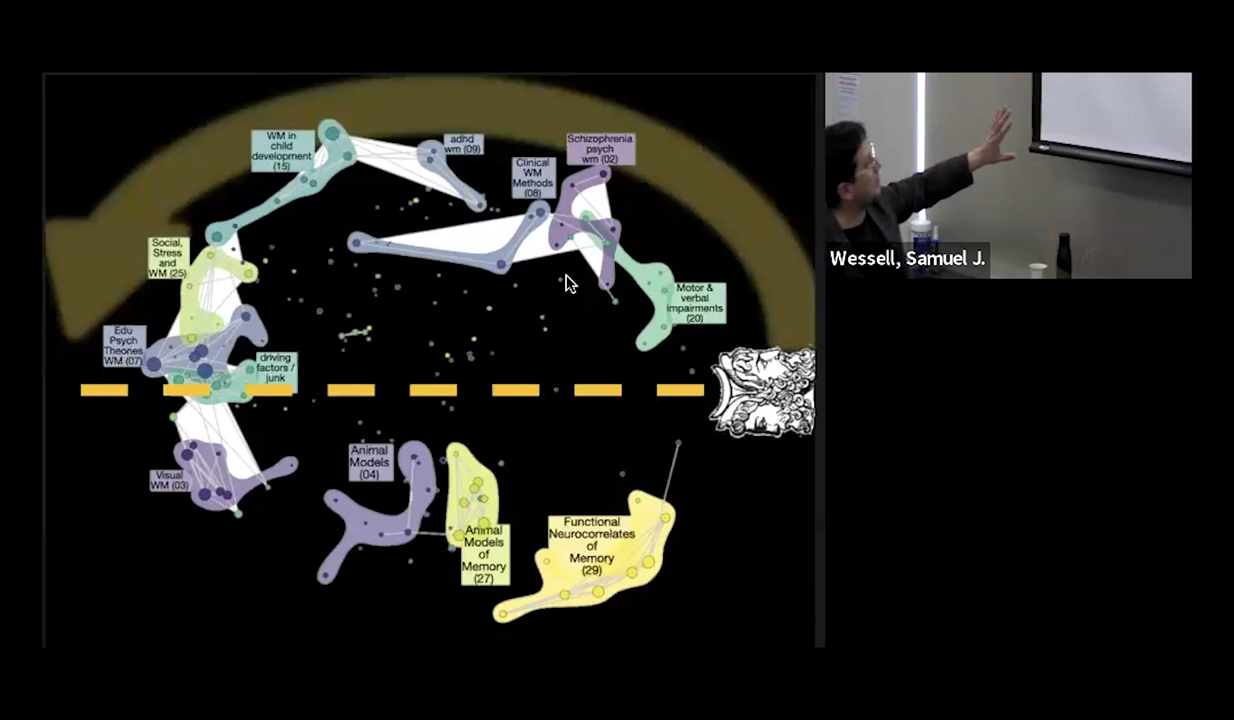 WM in
child
development
(15)
adhd
wm (09)
Schizophrenia
psych
wm (02)
Clinical
WM
Methods
(08)
Social,
Stress
and
WM (25)
Motor &
verbal
impairments
(20)
Edu
Psych
Theories
WM (07)
driving
factors /
junk
Visual
WM (03)
Animal
Models
(04)
Animal
Models
of
Memory
(27)
Functional
Neurocorrelates
of
Memory
(29)
Wessell, Samuel J.